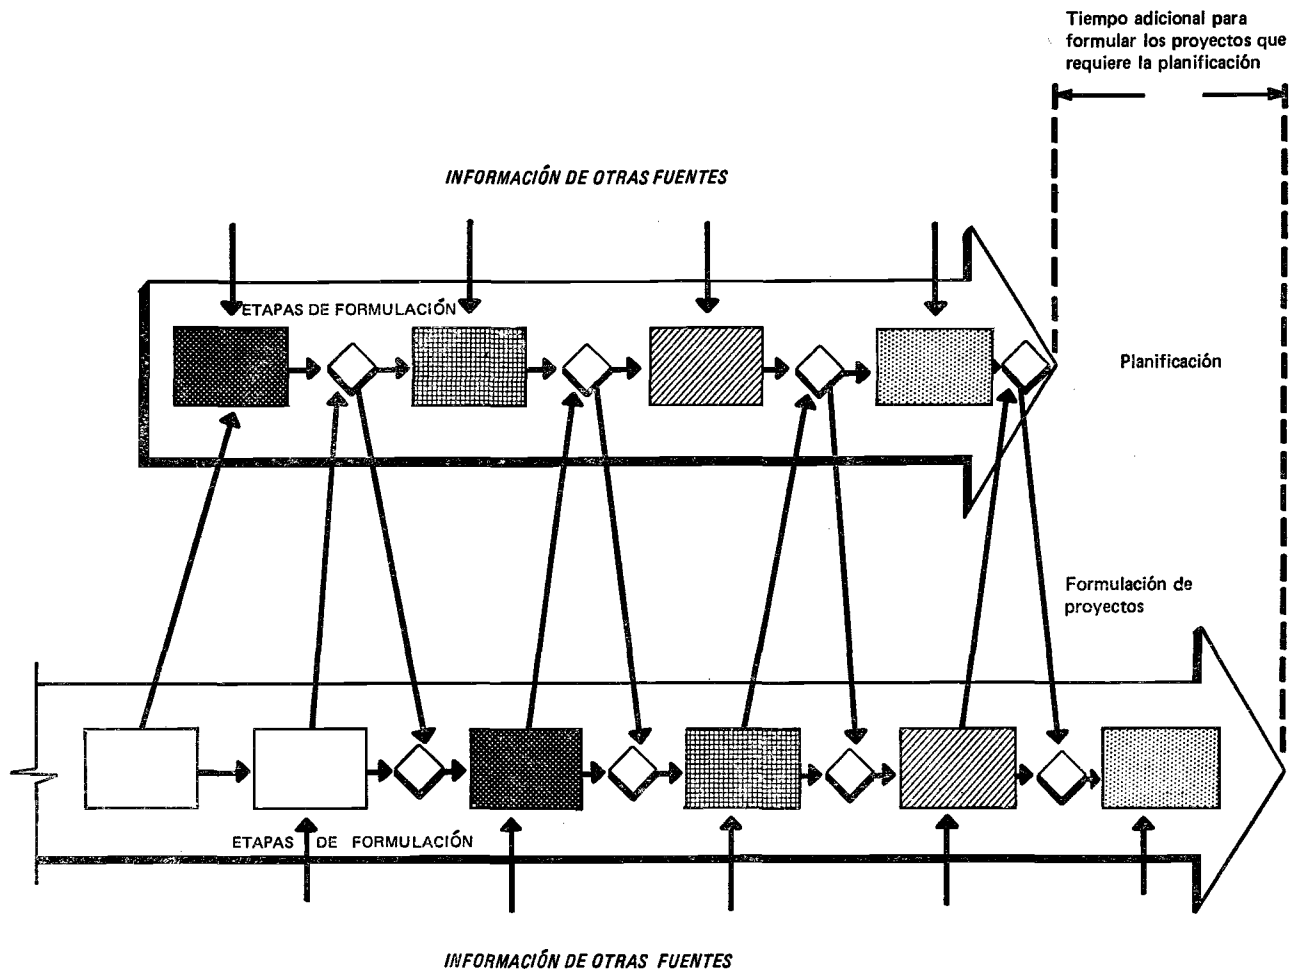 Tiempo adicional para
formular los proyectos que
requiere la planificación
INFORMACIÓN DE OTRAS FUENTES
ETAPAS DE FORMULACIÓN
Planificación
Formulación de
proyectos
ETAPAS DE FORMULACIÓN
INFORMACIÓN DE OTRAS FUENTES